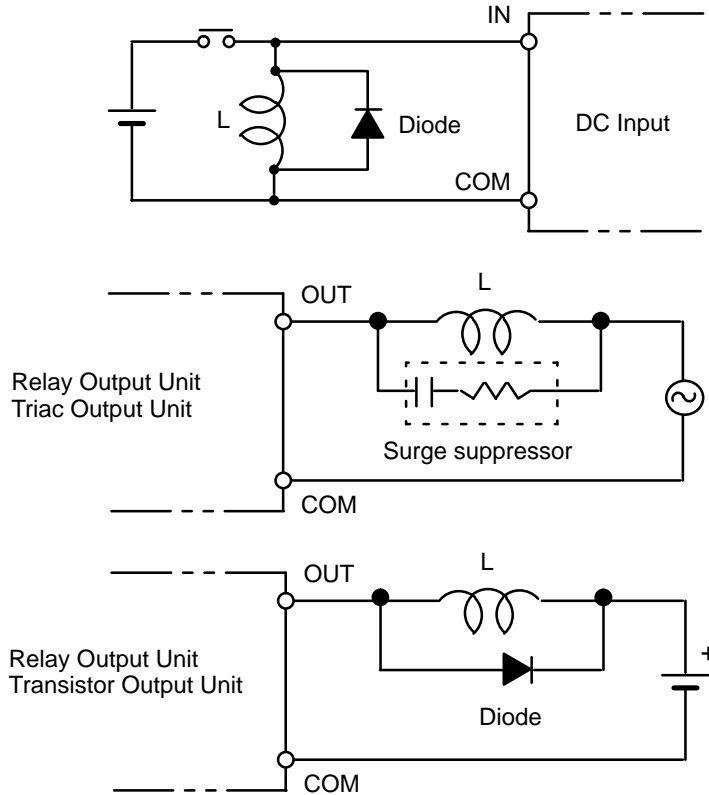 IN
L
Diode
DC Input
COM
OUT
L
Relay Output Unit
Triac Output Unit
Surge suppressor
COM
OUT
L
Relay Output Unit
Transistor Output Unit
+
Diode
COM